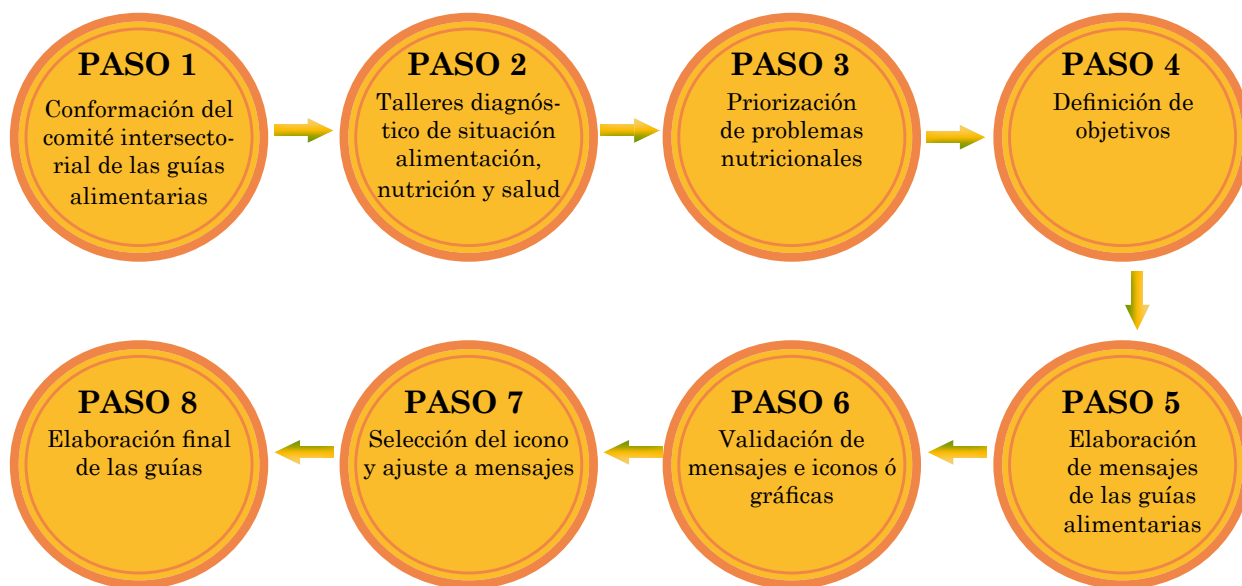 PASO 1
Conformación del
comité intersecto-
rial de las guías
alimentarias
PASO 2
Talleres diagnós-
tico de situación
alimentación,
nutrición y salud
PASO 3
Priorización
de problemas
nutricionales
PASO 4
Definición de
objetivos
PASO 5
Elaboración
de mensajes
de las guías
alimentarias
PASO 6
Validación de
mensajes e iconos ó
gráficas
PASO 7
Selección del icono
y ajuste a mensajes
PASO 8
Elaboración final
de las guías